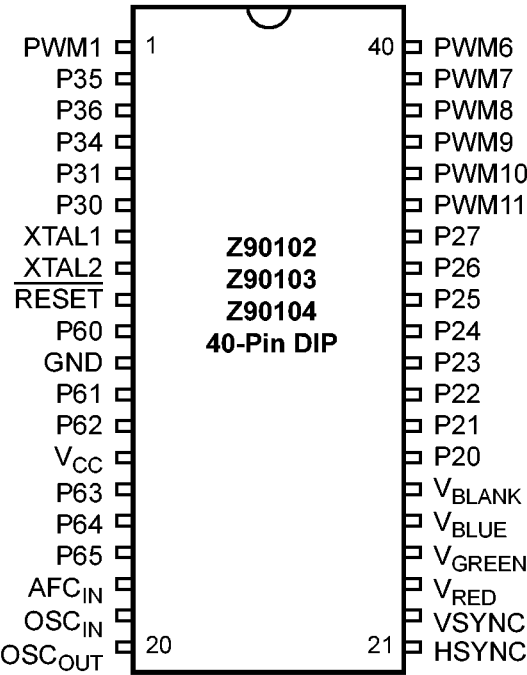 PWM1 1 40 PWM6
P35 PWM7
P36 PWM8
P34 PWM9
P31 PWM10
P30 PWM11
XTAL1 P27
XTAL2 Z90102 P26
RESET Z90103 P25
P60 Z90104 P24
GND 40-Pin DIP P23
P61 P22
P62 P21
VCC P20
P63 VBLANK
P64 VBLUE
P65 VGREEN
AFCIN VRED
OSCIN VSYNC
OSCOUT 20 21 HSYNC